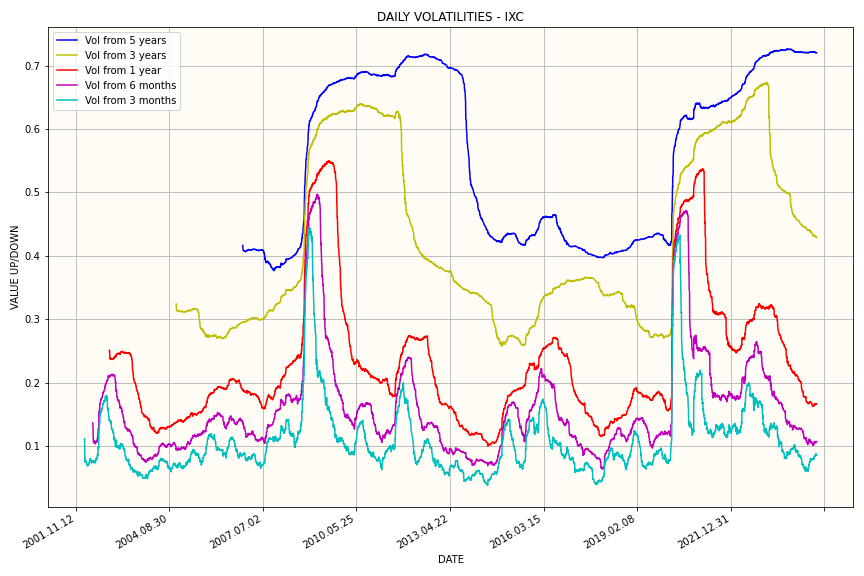 DAILY VOLATILITIES - IXC
Vol from 5 years
Vol from 3 years
Vol from 1 year
Vol from 6 months
Vol from 3 months
VALUE UP/DOWN
0.7
0.6
0.5
0.4
0.3
0.2
0.1
2001.11.12
2004.08.30
2007.07.02
2010.05.25
2013.04.22
2016.03.15
2019.02.08
2021.12.31
DATE